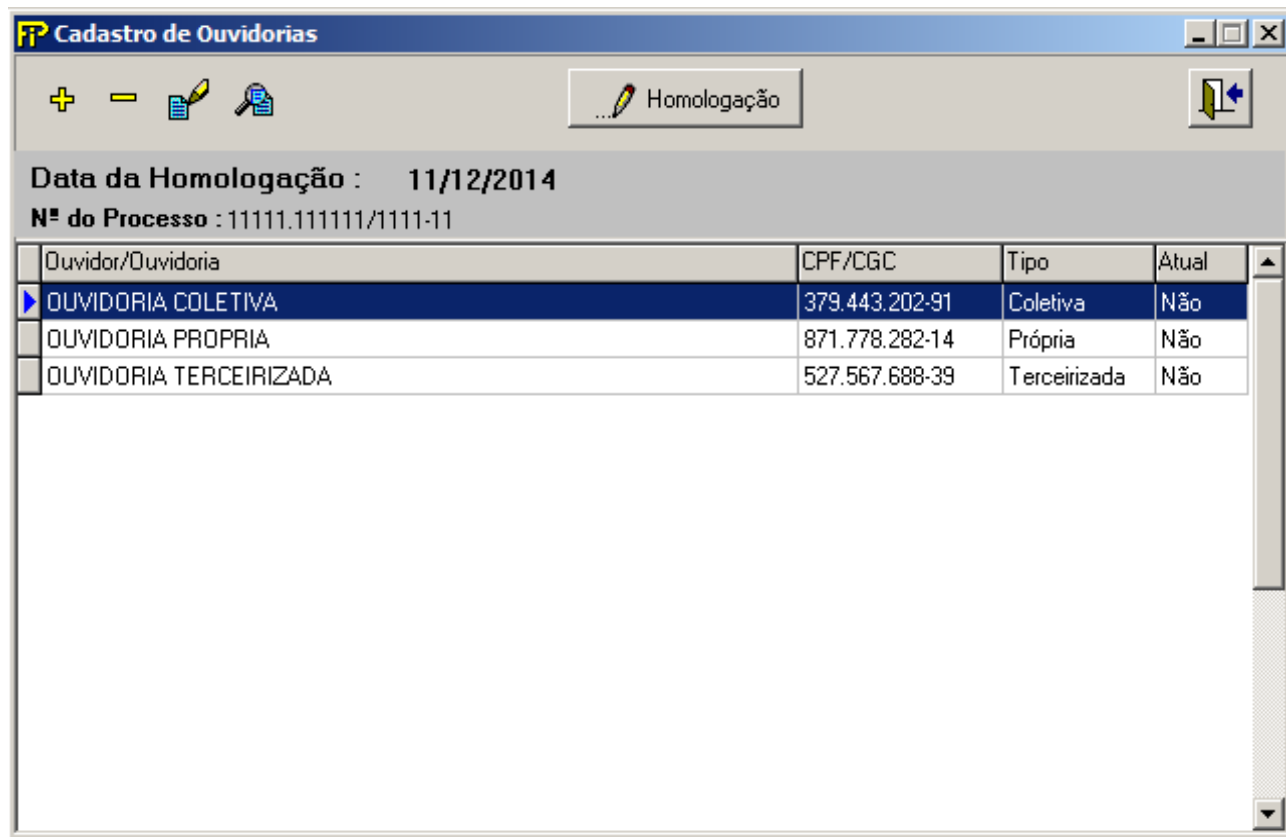 FIP Cadastro de Ouvidorias
... Homologação
Data da Homologação : 11/12/2014
Nº do Processo : 11111.111111/1111-11
Ouvidor/Ouvidoria CPF/CGC Tipo Atual
OUVIDORIA COLETIVA 379.443.202-91 Coletiva Não
OUVIDORIA PROPRIA 871.778.282-14 Própria Não
OUVIDORIA TERCEIRIZADA 527.567.688-39 Terceirizada Não